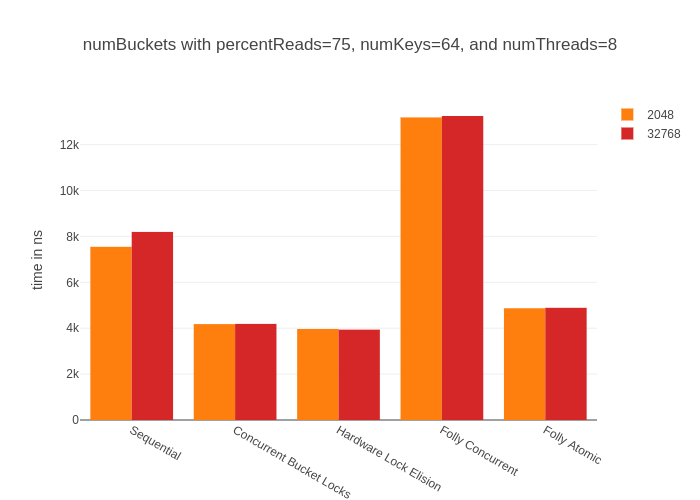 numBuckets with percentReads=75, numKeys=64, and numThreads=8
2048
32768
time in ns
12k
10k
8k
6k
4k
2k
0
Sequential
Concurrent Bucket Locks
Hardware Lock Elision
Folly Concurrent
Folly Atomic